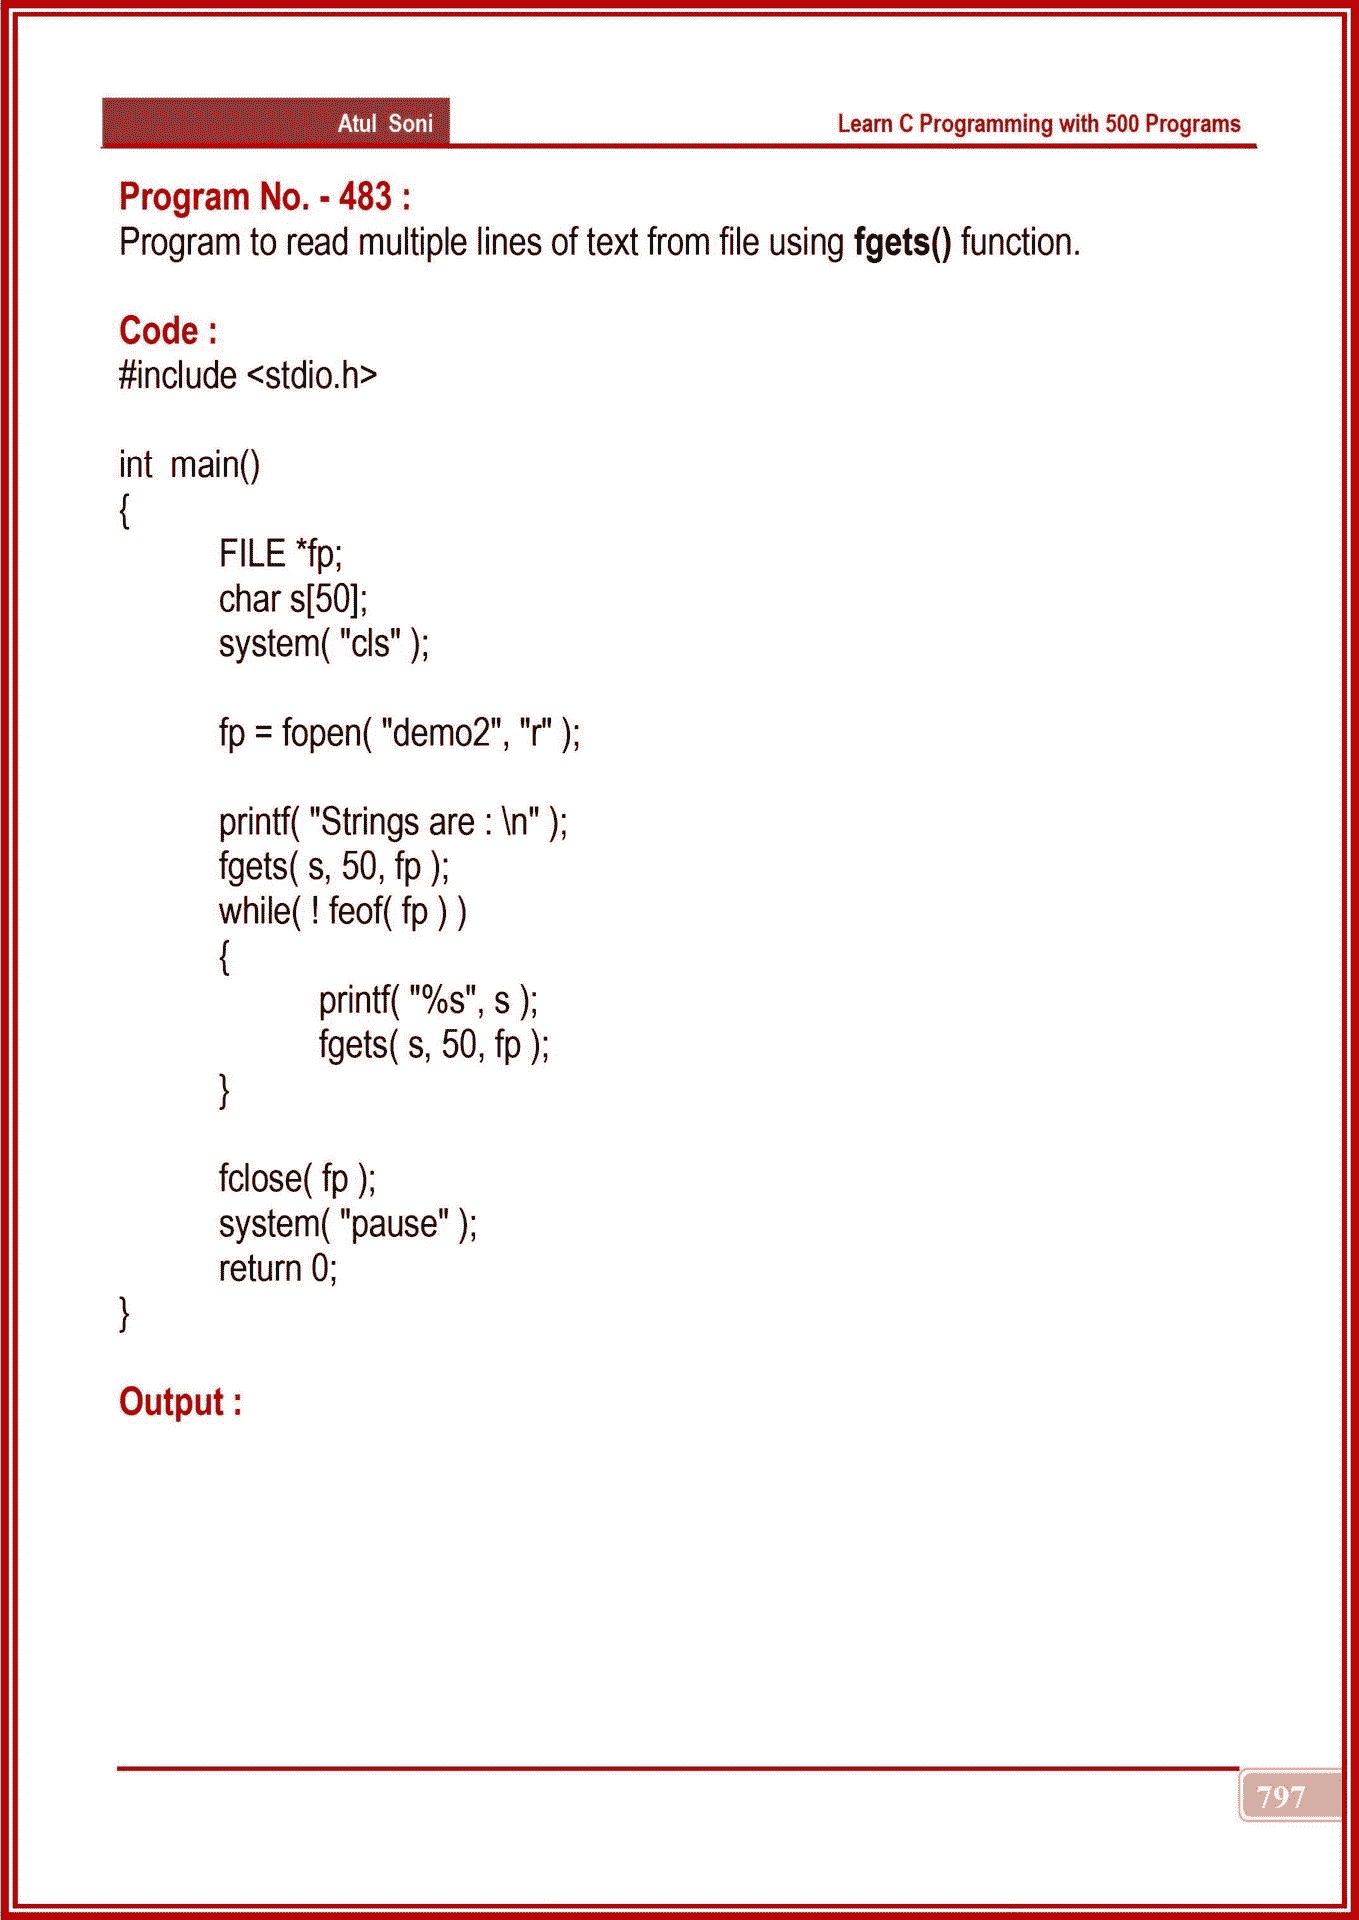 Atul  Soni
Learn C Programming with 500 Programs
Program No. - 483 :
Program to read multiple lines of text from file using fgets() function.
Code :
#include <stdio.h>
int  main()
{
FILE *fp;
char s[50];
system( "cls" );
fp = fopen( "demo2", "r" );
printf( "Strings are : \n" );
fgets( s, 50, fp );
while( ! feof( fp ) )
{
printf( "%s", s );
fgets( s, 50, fp );
}
fclose( fp );
system( "pause" );
return 0;
}
Output :
797